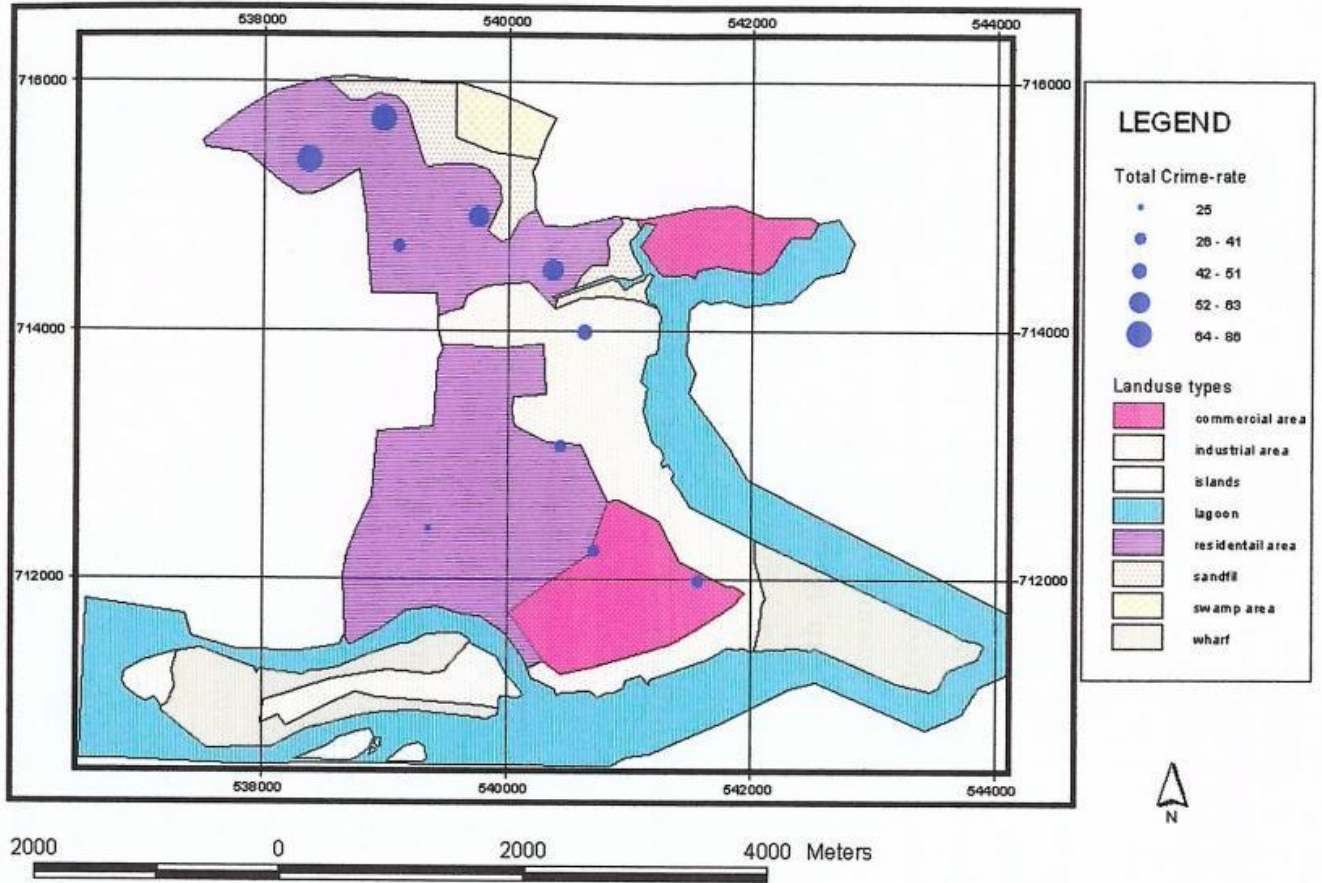 538000 540000 542000 544000
716000 716000
714000 714000
712000 712000
538000 540000 542000 544000
LEGEND
Total Crime-rate
25
26 - 41
42 - 51
52 - 63
64 - 86
Landuse types
commercial area
industrial area
islands
lagoon
residentail area
sandfil
swamp area
wharf
N
2000 0 2000 4000 Meters